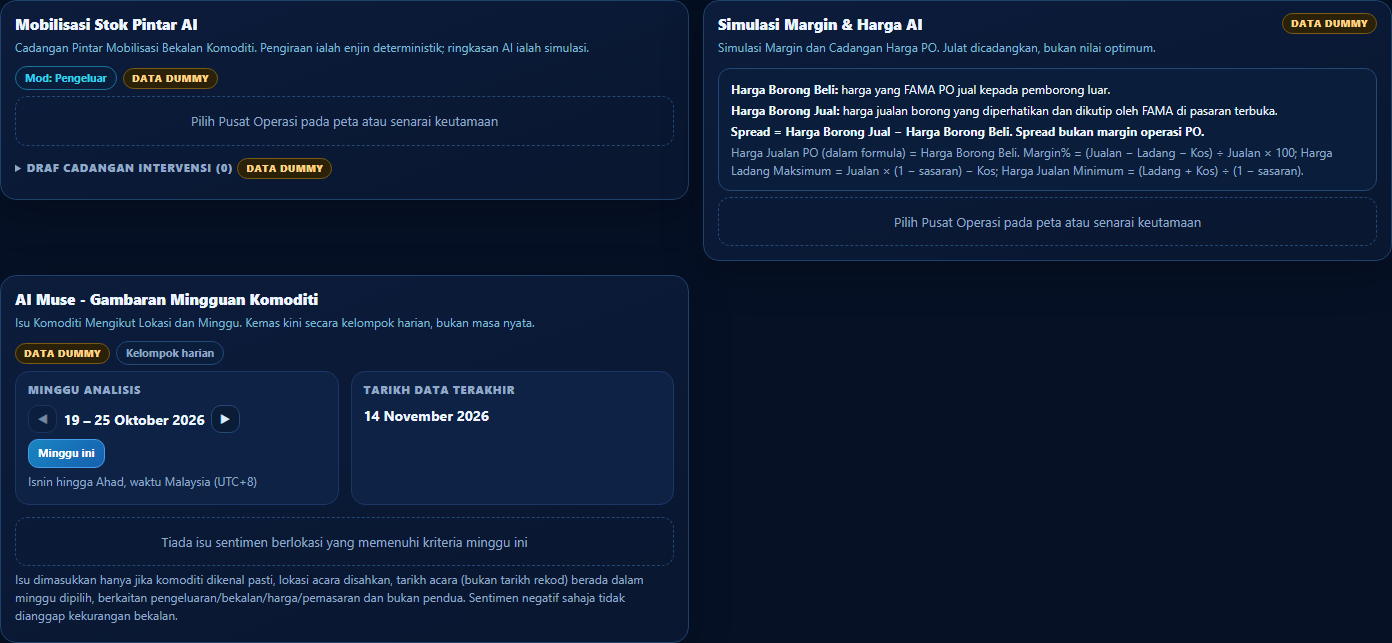 Mobilisasi Stok Pintar AI
Cadangan Pintar Mobilisasi Bekalan Komoditi. Pengiraan ialah enjin deterministik; ringkasan AI ialah simulasi.
Mod: Pengeluar
DATA DUMMY
Pilih Pusat Operasi pada peta atau senarai keutamaan
▸ DRAF CADANGAN INTERVENSI (0)
DATA DUMMY
Simulasi Margin & Harga AI
DATA DUMMY
Simulasi Margin dan Cadangan Harga PO. Julat dicadangkan, bukan nilai optimum.
Harga Borong Beli: harga yang FAMA PO jual kepada pemborong luar.
Harga Borong Jual: harga jualan borong yang diperhatikan dan dikutip oleh FAMA di pasaran terbuka.
Spread = Harga Borong Jual − Harga Borong Beli. Spread bukan margin operasi PO.
Harga Jualan PO (dalam formula) = Harga Borong Beli. Margin% = (Jualan − Ladang − Kos) ÷ Jualan × 100; Harga
Ladang Maksimum = Jualan × (1 − sasaran) − Kos; Harga Jualan Minimum = (Ladang + Kos) ÷ (1 − sasaran).
Pilih Pusat Operasi pada peta atau senarai keutamaan
AI Muse - Gambaran Mingguan Komoditi
Isu Komoditi Mengikut Lokasi dan Minggu. Kemas kini secara kelompok harian, bukan masa nyata.
DATA DUMMY
Kelompok harian
MINGGU ANALISIS
◀ 19 – 25 Oktober 2026 ▶
Minggu ini
Isnin hingga Ahad, waktu Malaysia (UTC+8)
TARIKH DATA TERAKHIR
14 November 2026
Tiada isu sentimen berlokasi yang memenuhi kriteria minggu ini
Isu dimasukkan hanya jika komoditi dikenal pasti, lokasi acara disahkan, tarikh acara (bukan tarikh rekod) berada dalam
minggu dipilih, berkaitan pengeluaran/bekalan/harga/pemasaran dan bukan pendua. Sentimen negatif sahaja tidak
dianggap kekurangan bekalan.